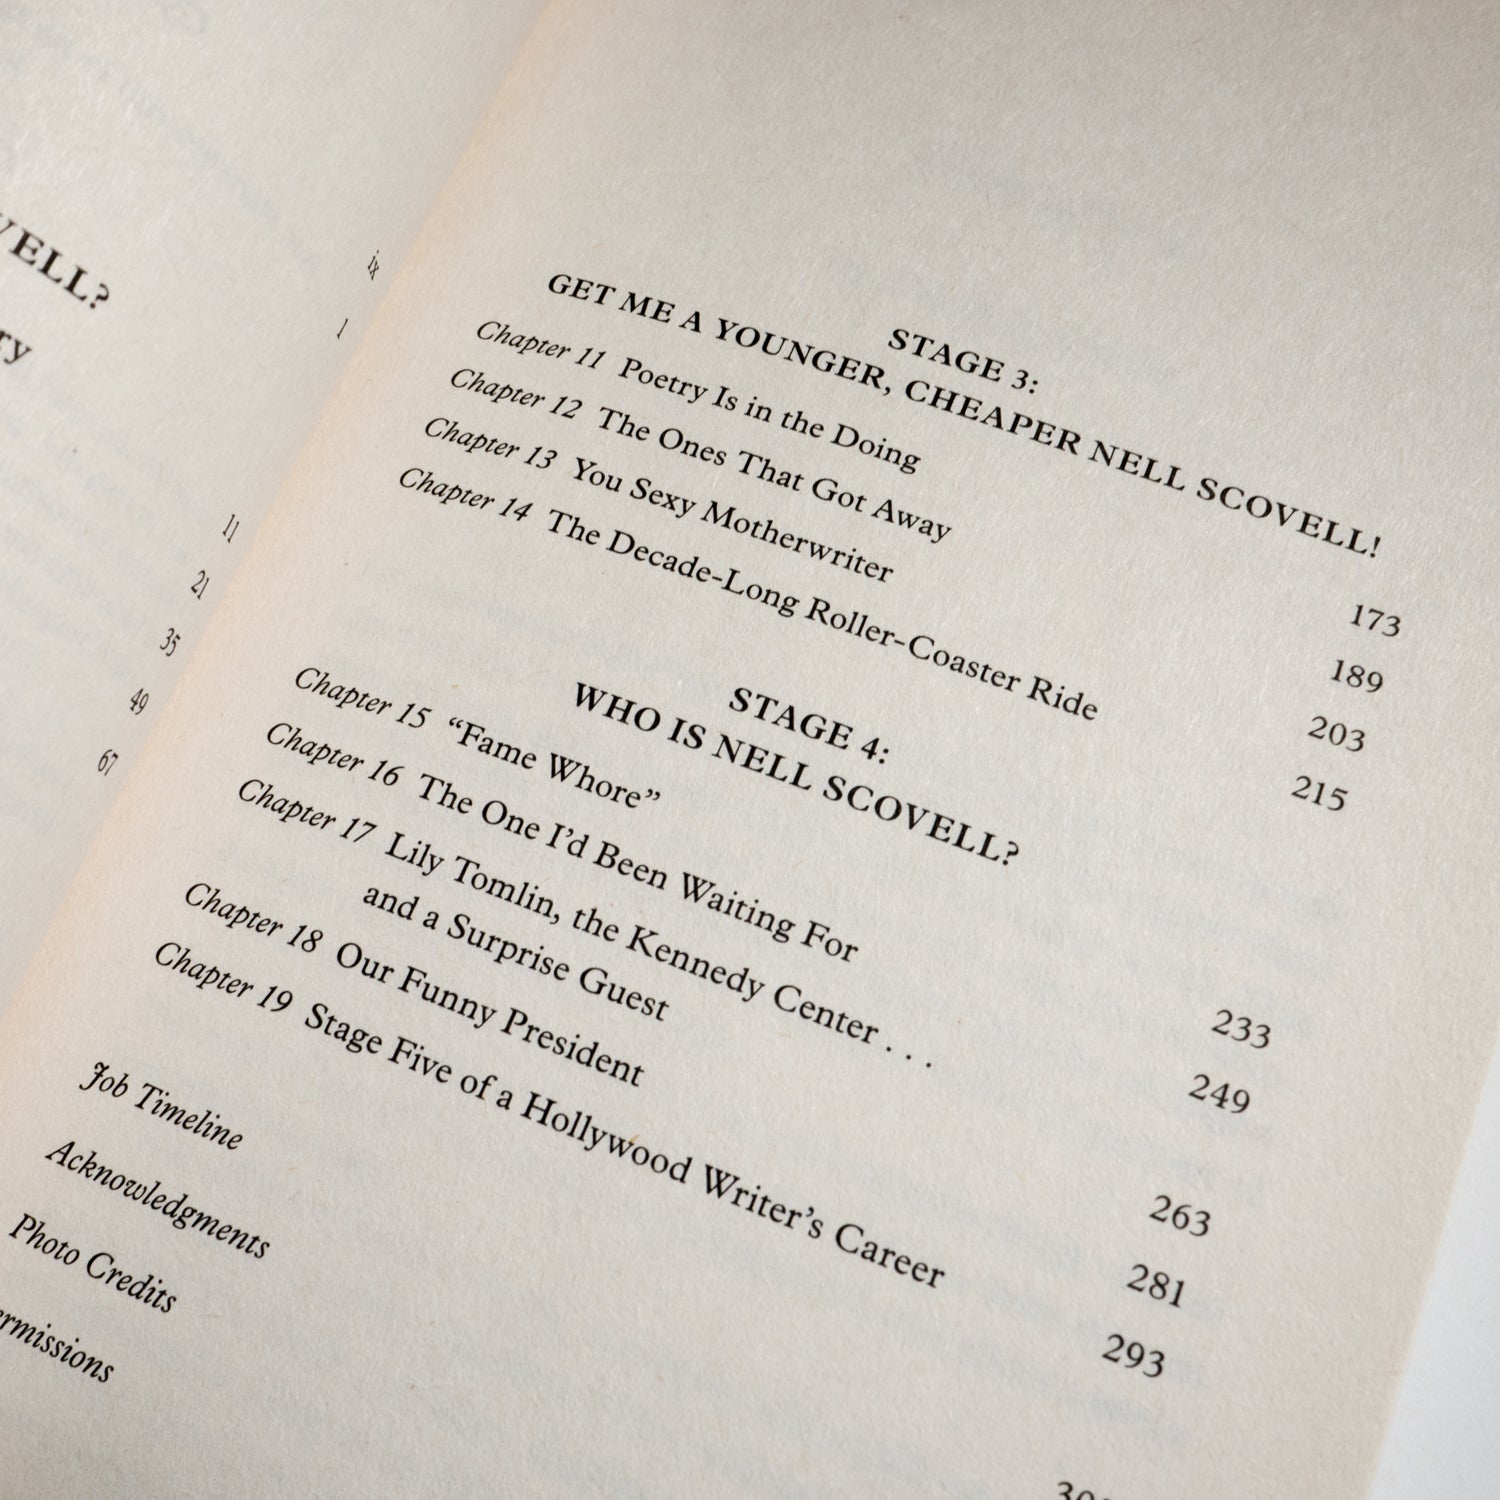 VELL?
ry
ix
1
11
21
35
49
67
STAGE 3:
GET ME A YOUNGER, CHEAPER NELL SCOVELL!
Chapter 11 Poetry Is in the Doing 173
Chapter 12 The Ones That Got Away 189
Chapter 13 You Sexy Motherwriter 203
Chapter 14 The Decade-Long Roller-Coaster Ride 215
STAGE 4:
WHO IS NELL SCOVELL?
Chapter 15 “Fame Whore” 233
Chapter 16 The One I’d Been Waiting For 249
Chapter 17 Lily Tomlin, the Kennedy Center . . .
and a Surprise Guest 263
Chapter 18 Our Funny President 281
Chapter 19 Stage Five of a Hollywood Writer’s Career 293
Job Timeline
Acknowledgments
Photo Credits
ermissions